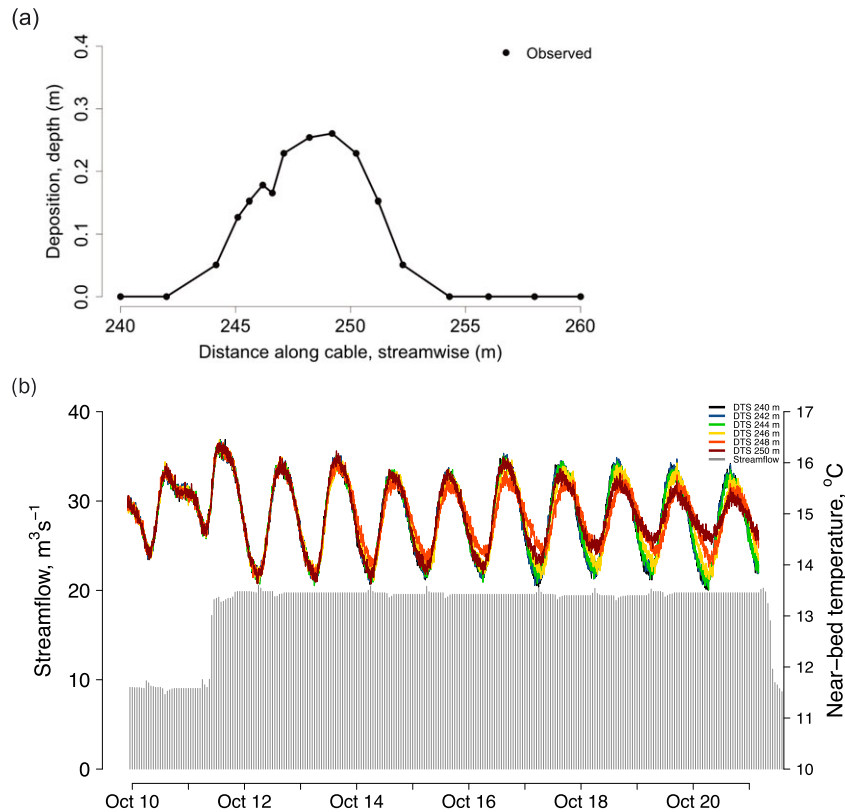 (a)
Deposition, depth (m)
0.4
0.3
0.2
0.1
0.0
Observed
240
245
250
255
260
Distance along cable, streamwise (m)
(b)
Streamflow, m³s⁻¹
40
30
20
10
0
DTS 240 m
DTS 242 m
DTS 244 m
DTS 246 m
DTS 248 m
DTS 250 m
Streamflow
17
16
15
14
13
12
11
10
Near−bed temperature, °C
Oct 10
Oct 12
Oct 14
Oct 16
Oct 18
Oct 20